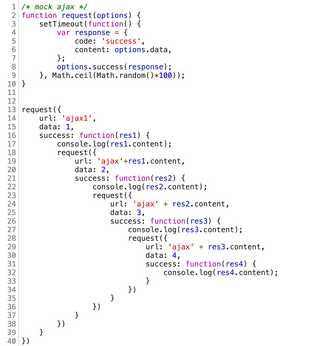 1 /* mock ajax */
2 function request(options) {
3     setTimeout(function() {
4         var response = {
5             code: 'success',
6             content: options.data,
7         };
8         options.success(response);
9     }, Math.ceil(Math.random()*100));
10 }
11
12
13 request({
14     url: 'ajax1',
15     data: 1,
16     success: function(res1) {
17         console.log(res1.content);
18         request({
19             url: 'ajax'+res1.content,
20             data: 2,
21             success: function(res2) {
22                 console.log(res2.content);
23                 request({
24                     url: 'ajax' + res2.content,
25                     data: 3,
26                     success: function(res3) {
27                         console.log(res3.content);
28                         request({
29                             url: 'ajax' + res3.content,
30                             data: 4,
31                             success: function(res4) {
32                                 console.log(res4.content);
33                             }
34                         })
35                     }
36                 })
37             }
38         })
39     }
40 })